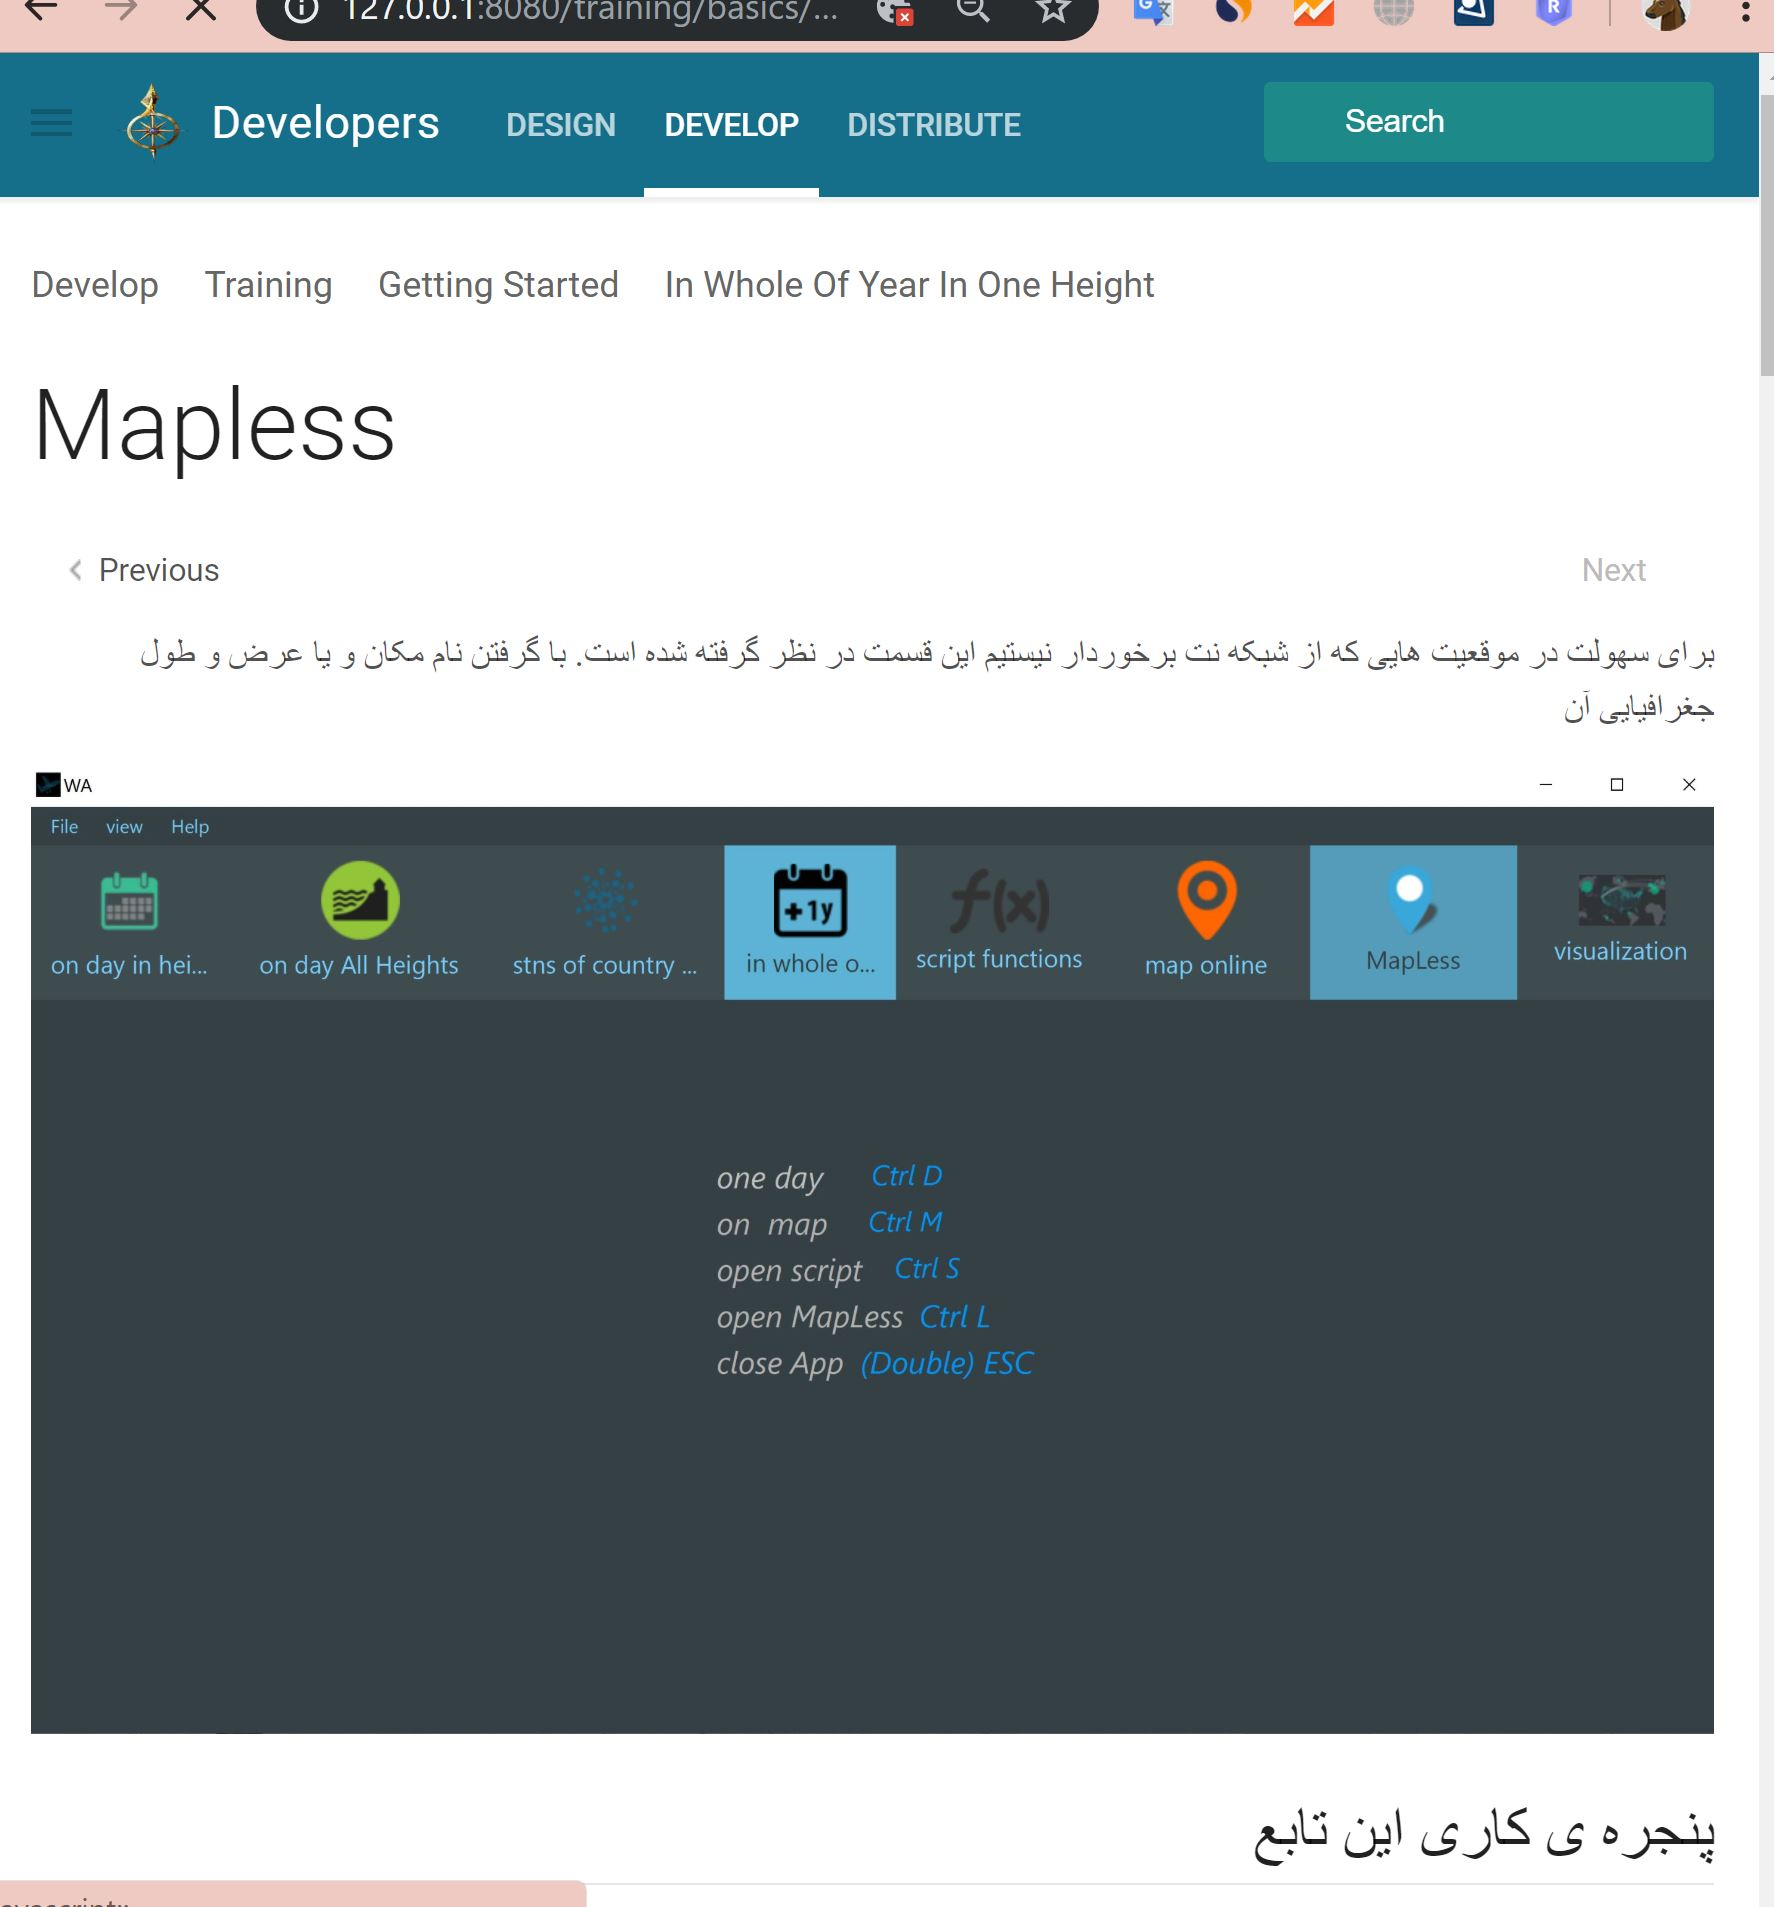 127.0.0.1:8080/training/basics/...
Developers DESIGN DEVELOP DISTRIBUTE Search
Develop Training Getting Started In Whole Of Year In One Height
Mapless
Previous Next
برای سهولت در موقعیت هایی که از شبکه نت برخوردار نیستیم این قسمت در نظر گرفته شده است. با گرفتن نام مکان و یا عرض و طول
جغرافیایی آن
WA
File view Help
+1y f(x)
on day in hei... on day All Heights stns of country ... in whole o... script functions map online MapLess visualization
one day Ctrl D
on map Ctrl M
open script Ctrl S
open MapLess Ctrl L
close App (Double) ESC
پنجره ی کاری این تابع